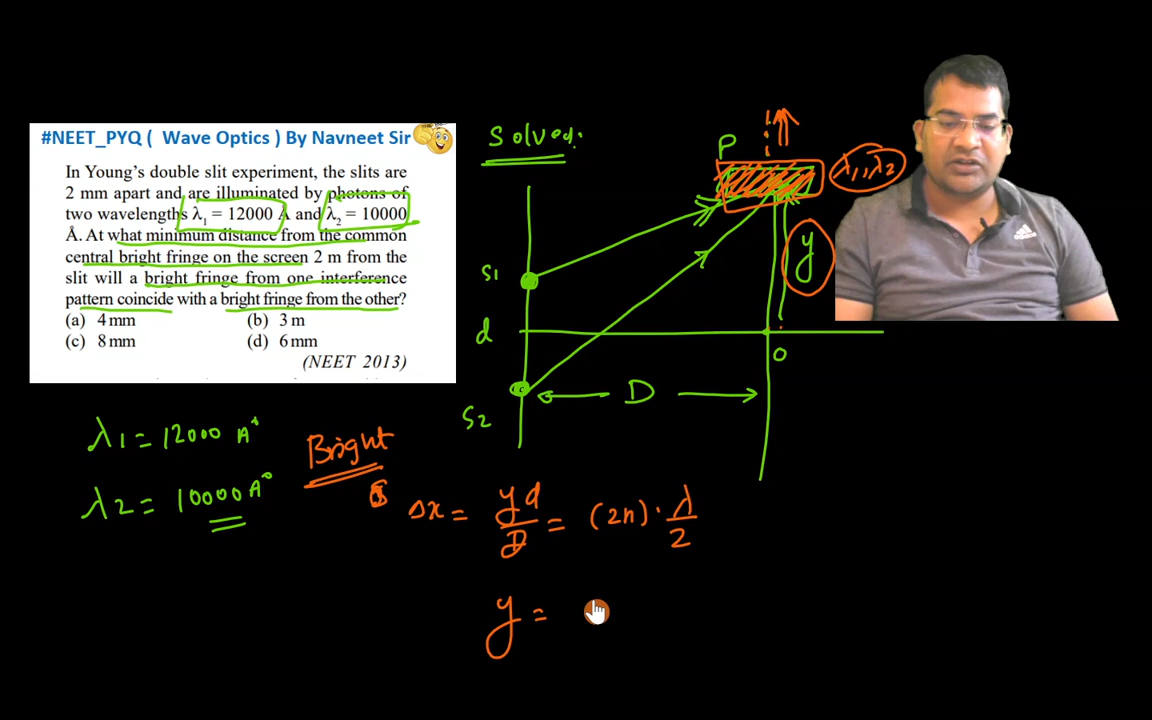 #NEET_PYQ ( Wave Optics ) By Navneet Sir
In Young's double slit experiment, the slits are
2 mm apart and are illuminated by photons of
two wavelengths λ₁ = 12000 Å and λ₂ = 10000
Å. At what minimum distance from the common
central bright fringe on the screen 2 m from the
slit will a bright fringe from one interference
pattern coincide with a bright fringe from the other?
(a) 4 mm (b) 3 m
(c) 8 mm (d) 6 mm
(NEET 2013)
Solved:
P
λ1, λ2
y
S1
d
O
D
S2
λ1 = 12000 A°
λ2 = 10000 A°
Bright
Δx = yd/D = (2n) · λ/2
y =